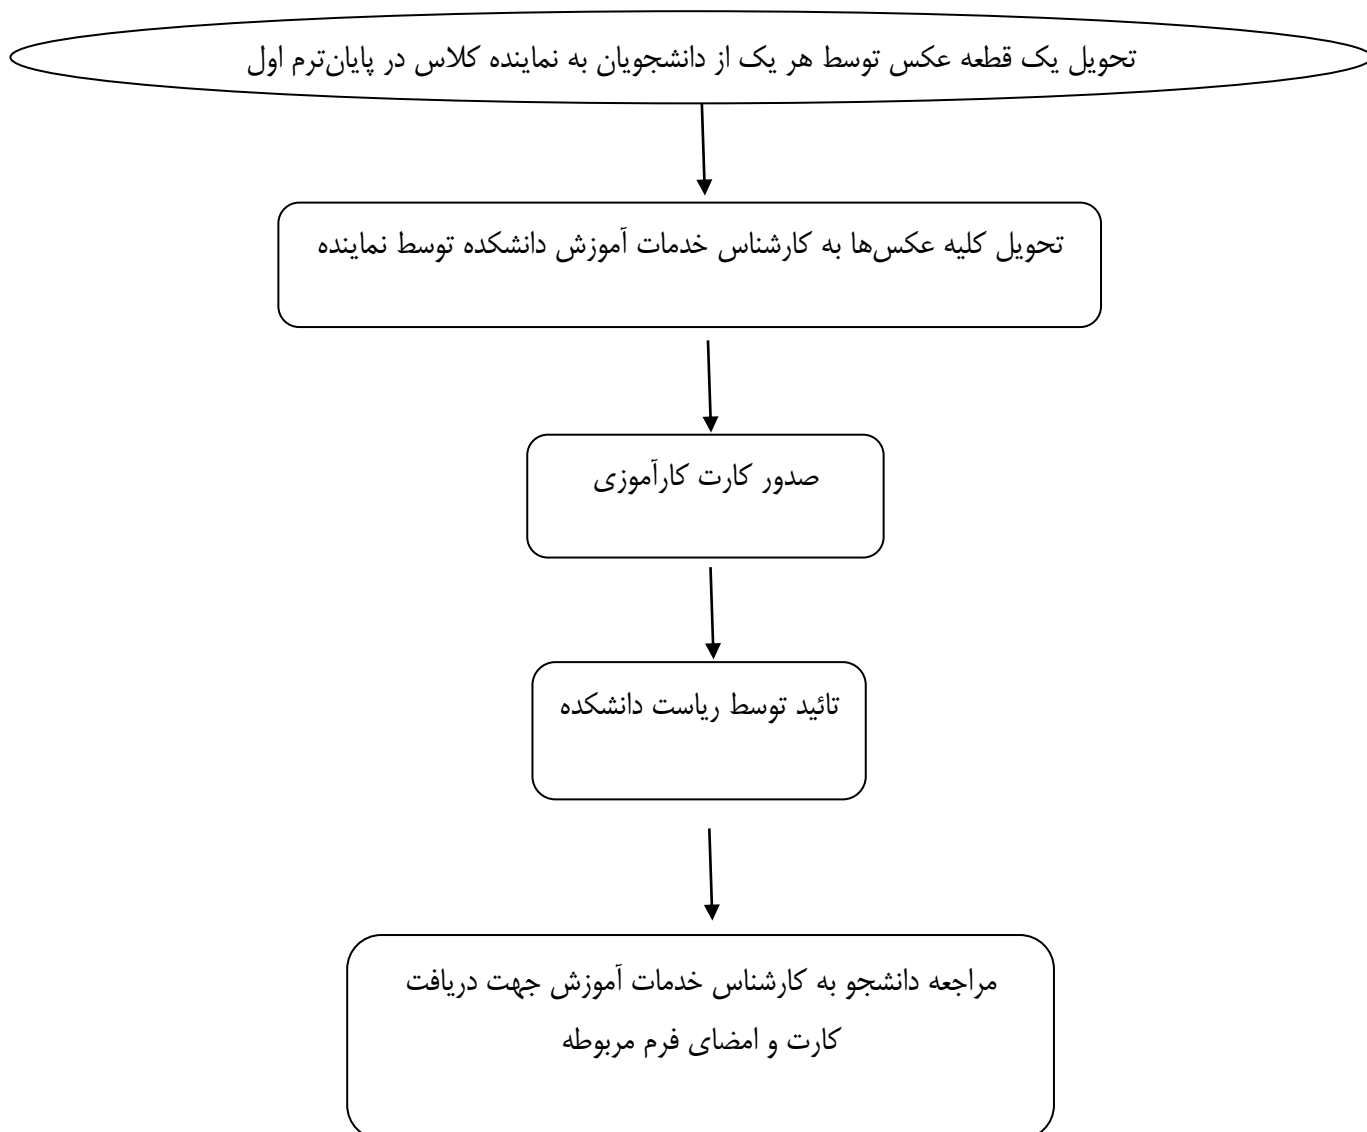 تحویل یک قطعه عکس توسط هر یک از دانشجویان به نماینده کلاس در پایان‌ترم اول
تحویل کلیه عکس‌ها به کارشناس خدمات آموزش دانشکده توسط نماینده
صدور کارت کارآموزی
تائید توسط ریاست دانشکده
مراجعه دانشجو به کارشناس خدمات آموزش جهت دریافت
کارت و امضای فرم مربوطه